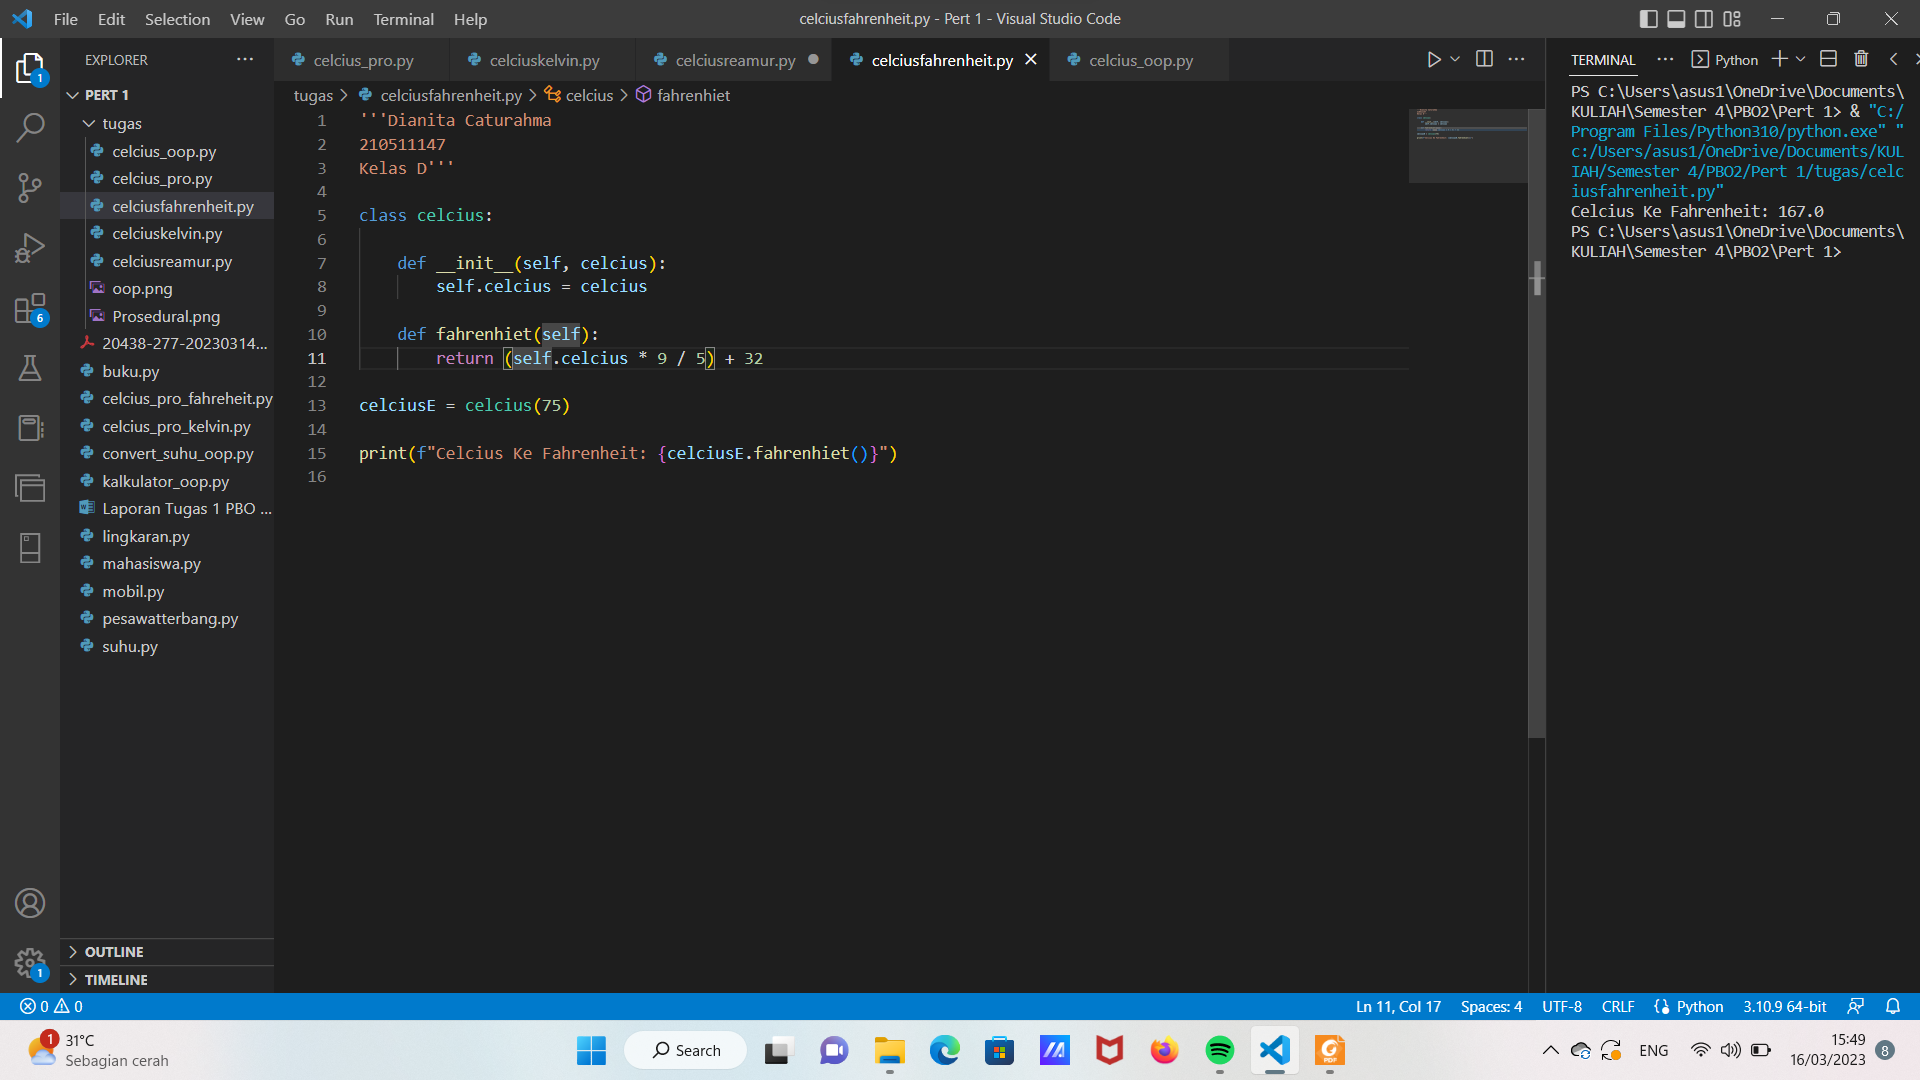 File Edit Selection View Go Run Terminal Help
celciusfahrenheit.py - Pert 1 - Visual Studio Code
EXPLORER
PERT 1
tugas
celcius_oop.py
celcius_pro.py
celciusfahrenheit.py
celciuskelvin.py
celciusreamur.py
oop.png
Prosedural.png
20438-277-20230314...
buku.py
celcius_pro_fahreheit.py
celcius_pro_kelvin.py
convert_suhu_oop.py
kalkulator_oop.py
Laporan Tugas 1 PBO ...
lingkaran.py
mahasiswa.py
mobil.py
pesawatterbang.py
suhu.py
OUTLINE
TIMELINE
1
6
1
celcius_pro.py celciuskelvin.py celciusreamur.py celciusfahrenheit.py celcius_oop.py
tugas > celciusfahrenheit.py > celcius > fahrenhiet
1 '''Dianita Caturahma
2 210511147
3 Kelas D'''
4
5 class celcius:
6
7 def __init__(self, celcius):
8 self.celcius = celcius
9
10 def fahrenhiet(self):
11 return (self.celcius * 9 / 5) + 32
12
13 celciusE = celcius(75)
14
15 print(f"Celcius Ke Fahrenheit: {celciusE.fahrenhiet()}")
16
TERMINAL Python
PS C:\Users\asus1\OneDrive\Documents\
KULIAH\Semester 4\PBO2\Pert 1> & "C:/
Program Files/Python310/python.exe" "
c:/Users/asus1/OneDrive/Documents/KUL
IAH/Semester 4/PBO2/Pert 1/tugas/celc
iusfahrenheit.py"
Celcius Ke Fahrenheit: 167.0
PS C:\Users\asus1\OneDrive\Documents\
KULIAH\Semester 4\PBO2\Pert 1>
0 0
Ln 11, Col 17 Spaces: 4 UTF-8 CRLF Python 3.10.9 64-bit
1
31°C
Sebagian cerah
Search
PDF
ENG
15:49
16/03/2023
8